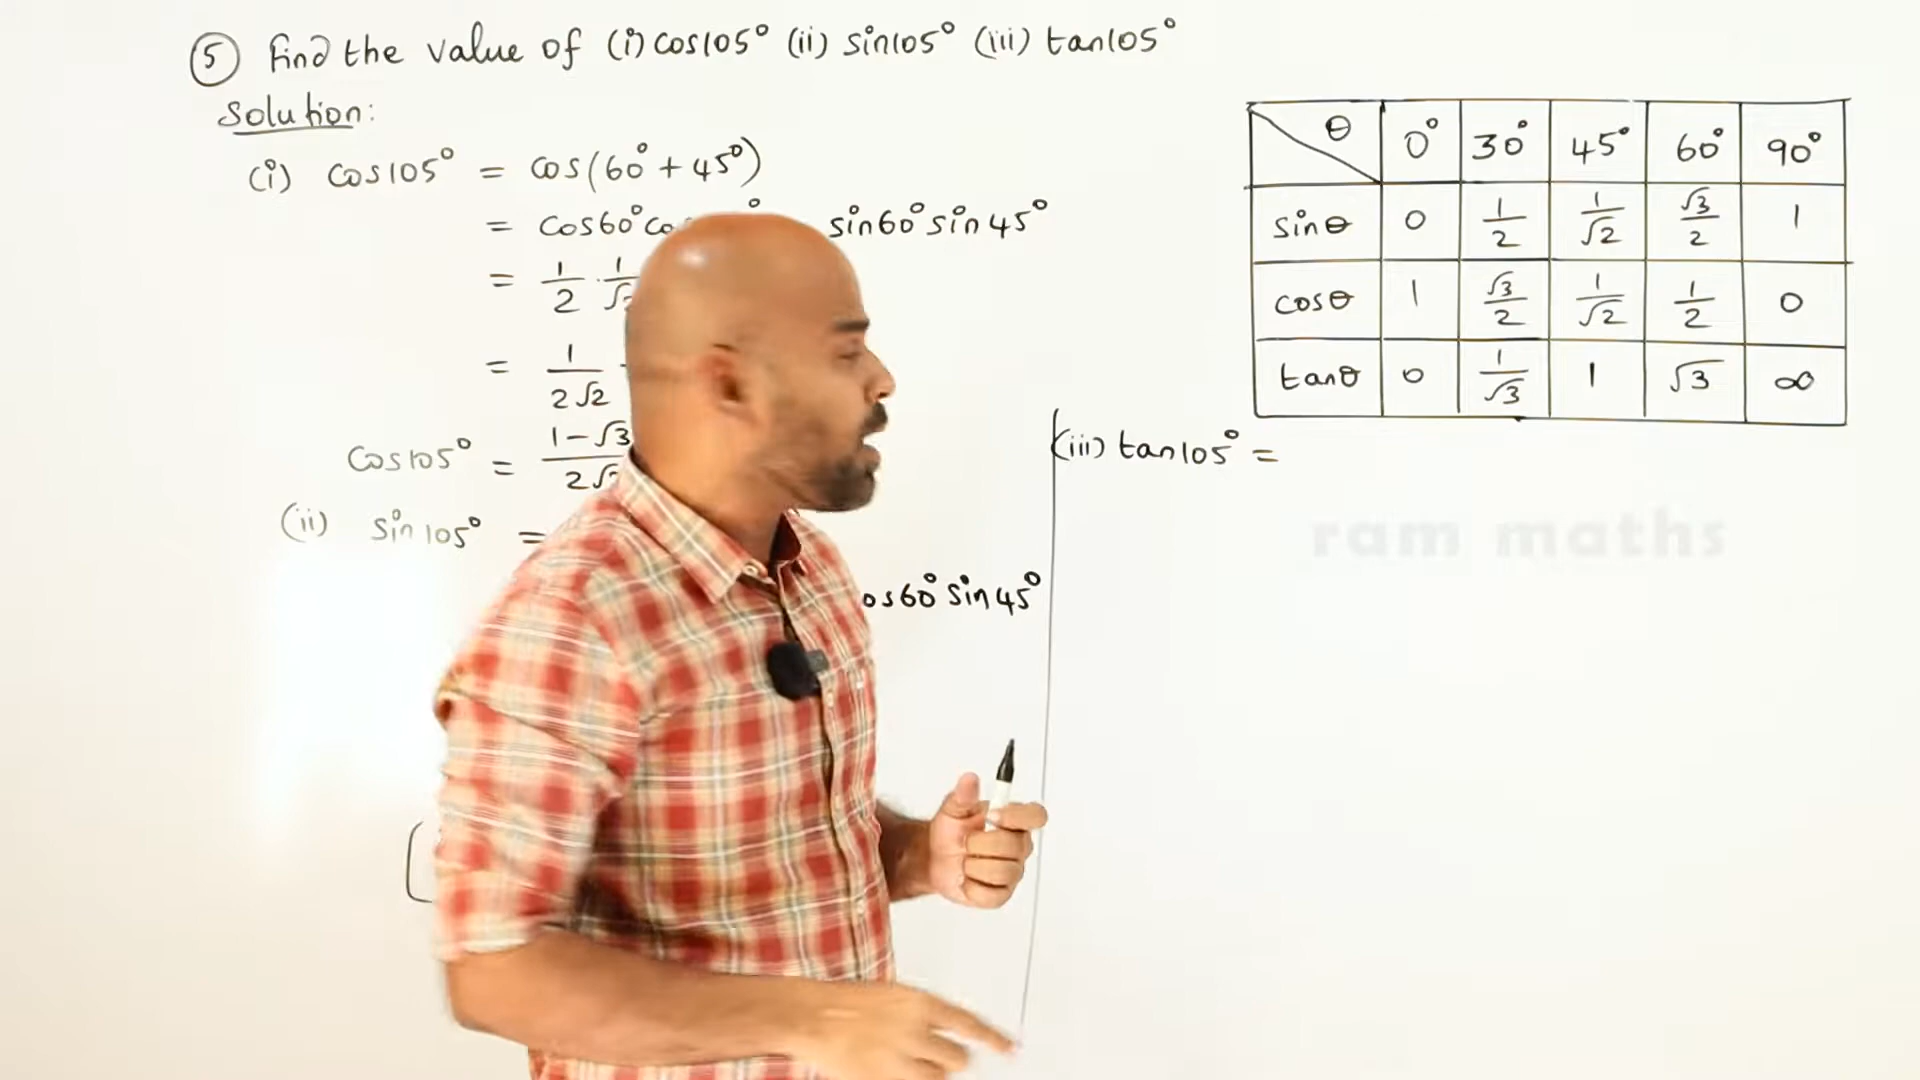 5 Find the value of (i) cos105° (ii) sin105° (iii) tan105°
Solution:
(i) cos105° = cos(60° + 45°)
= cos60° sin60° sin45°
= 1/2 · 1/√2
= 1/2√2
cos105° = 1-√3
(ii) sin105° =
cos60° sin45°
θ 0° 30° 45° 60° 90°
sinθ 0 1/2 1/√2 √3/2 1
cosθ 1 √3/2 1/√2 1/2 0
tanθ 0 1/√3 1 √3 ∞
(iii) tan105° =
ram maths